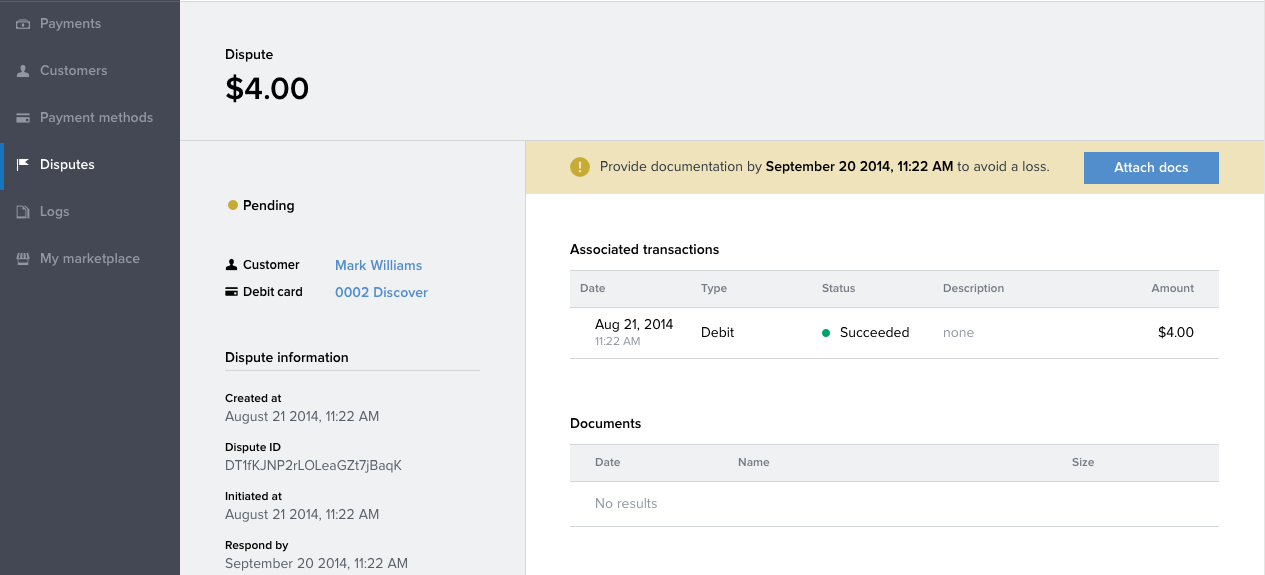 Payments
Customers
Payment methods
Disputes
Logs
My marketplace
Dispute
$4.00
Pending
Customer Mark Williams
Debit card 0002 Discover
Dispute information
Created at
August 21 2014, 11:22 AM
Dispute ID
DT1fKJNP2rLOLeaGZt7jBaqK
Initiated at
August 21 2014, 11:22 AM
Respond by
September 20 2014, 11:22 AM
Provide documentation by September 20 2014, 11:22 AM to avoid a loss. Attach docs
Associated transactions
Date Type Status Description Amount
Aug 21, 2014 Debit Succeeded none $4.00
11:22 AM
Documents
Date Name Size
No results